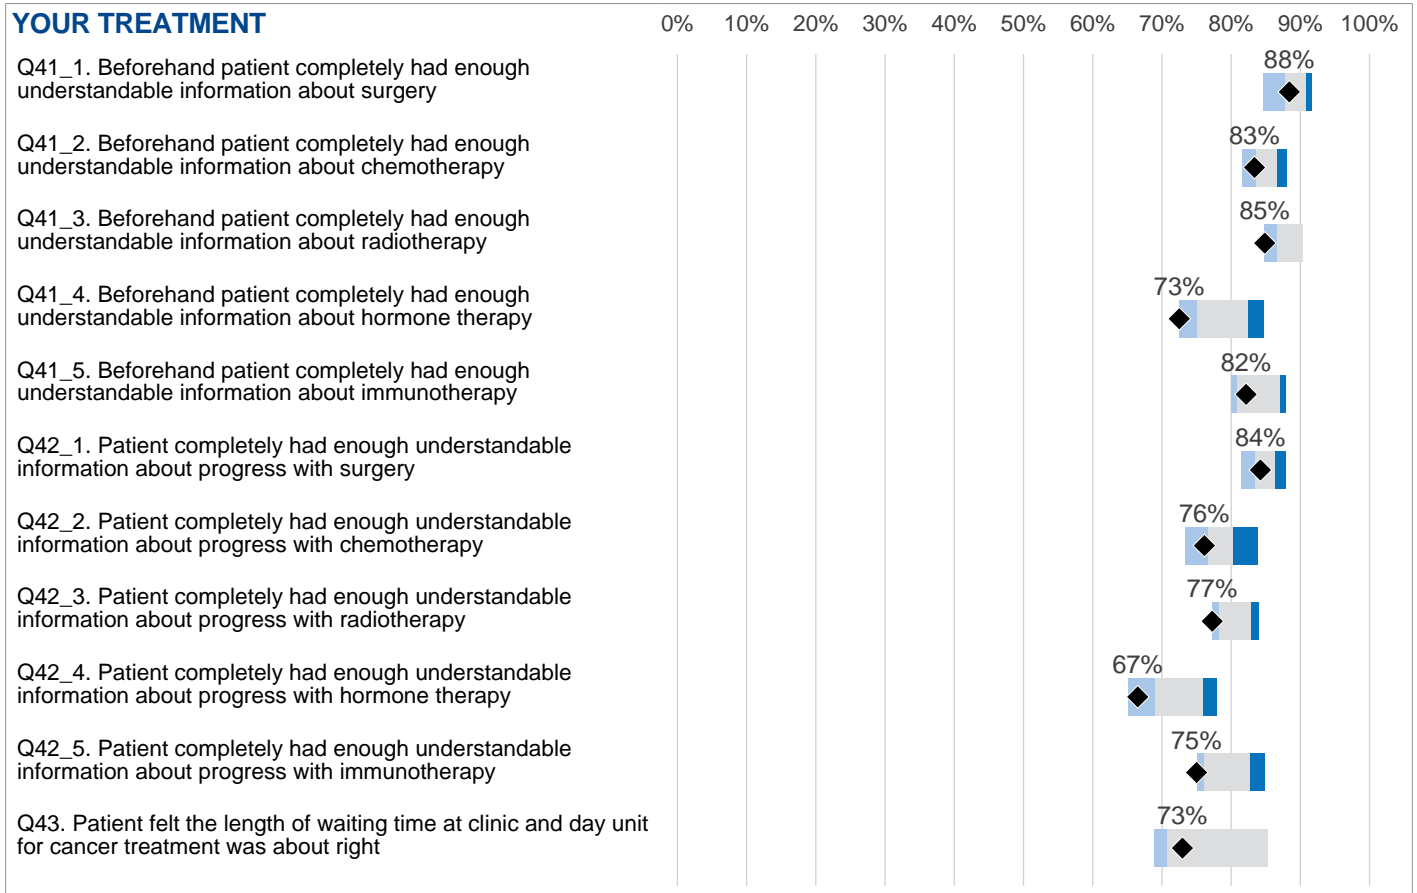 YOUR TREATMENT 0% 10% 20% 30% 40% 50% 60% 70% 80% 90% 100%
Q41_1. Beforehand patient completely had enough
understandable information about surgery
88%
Q41_2. Beforehand patient completely had enough
understandable information about chemotherapy
83%
Q41_3. Beforehand patient completely had enough
understandable information about radiotherapy
85%
Q41_4. Beforehand patient completely had enough
understandable information about hormone therapy
73%
Q41_5. Beforehand patient completely had enough
understandable information about immunotherapy
82%
Q42_1. Patient completely had enough understandable
information about progress with surgery
84%
Q42_2. Patient completely had enough understandable
information about progress with chemotherapy
76%
Q42_3. Patient completely had enough understandable
information about progress with radiotherapy
77%
Q42_4. Patient completely had enough understandable
information about progress with hormone therapy
67%
Q42_5. Patient completely had enough understandable
information about progress with immunotherapy
75%
Q43. Patient felt the length of waiting time at clinic and day unit
for cancer treatment was about right
73%